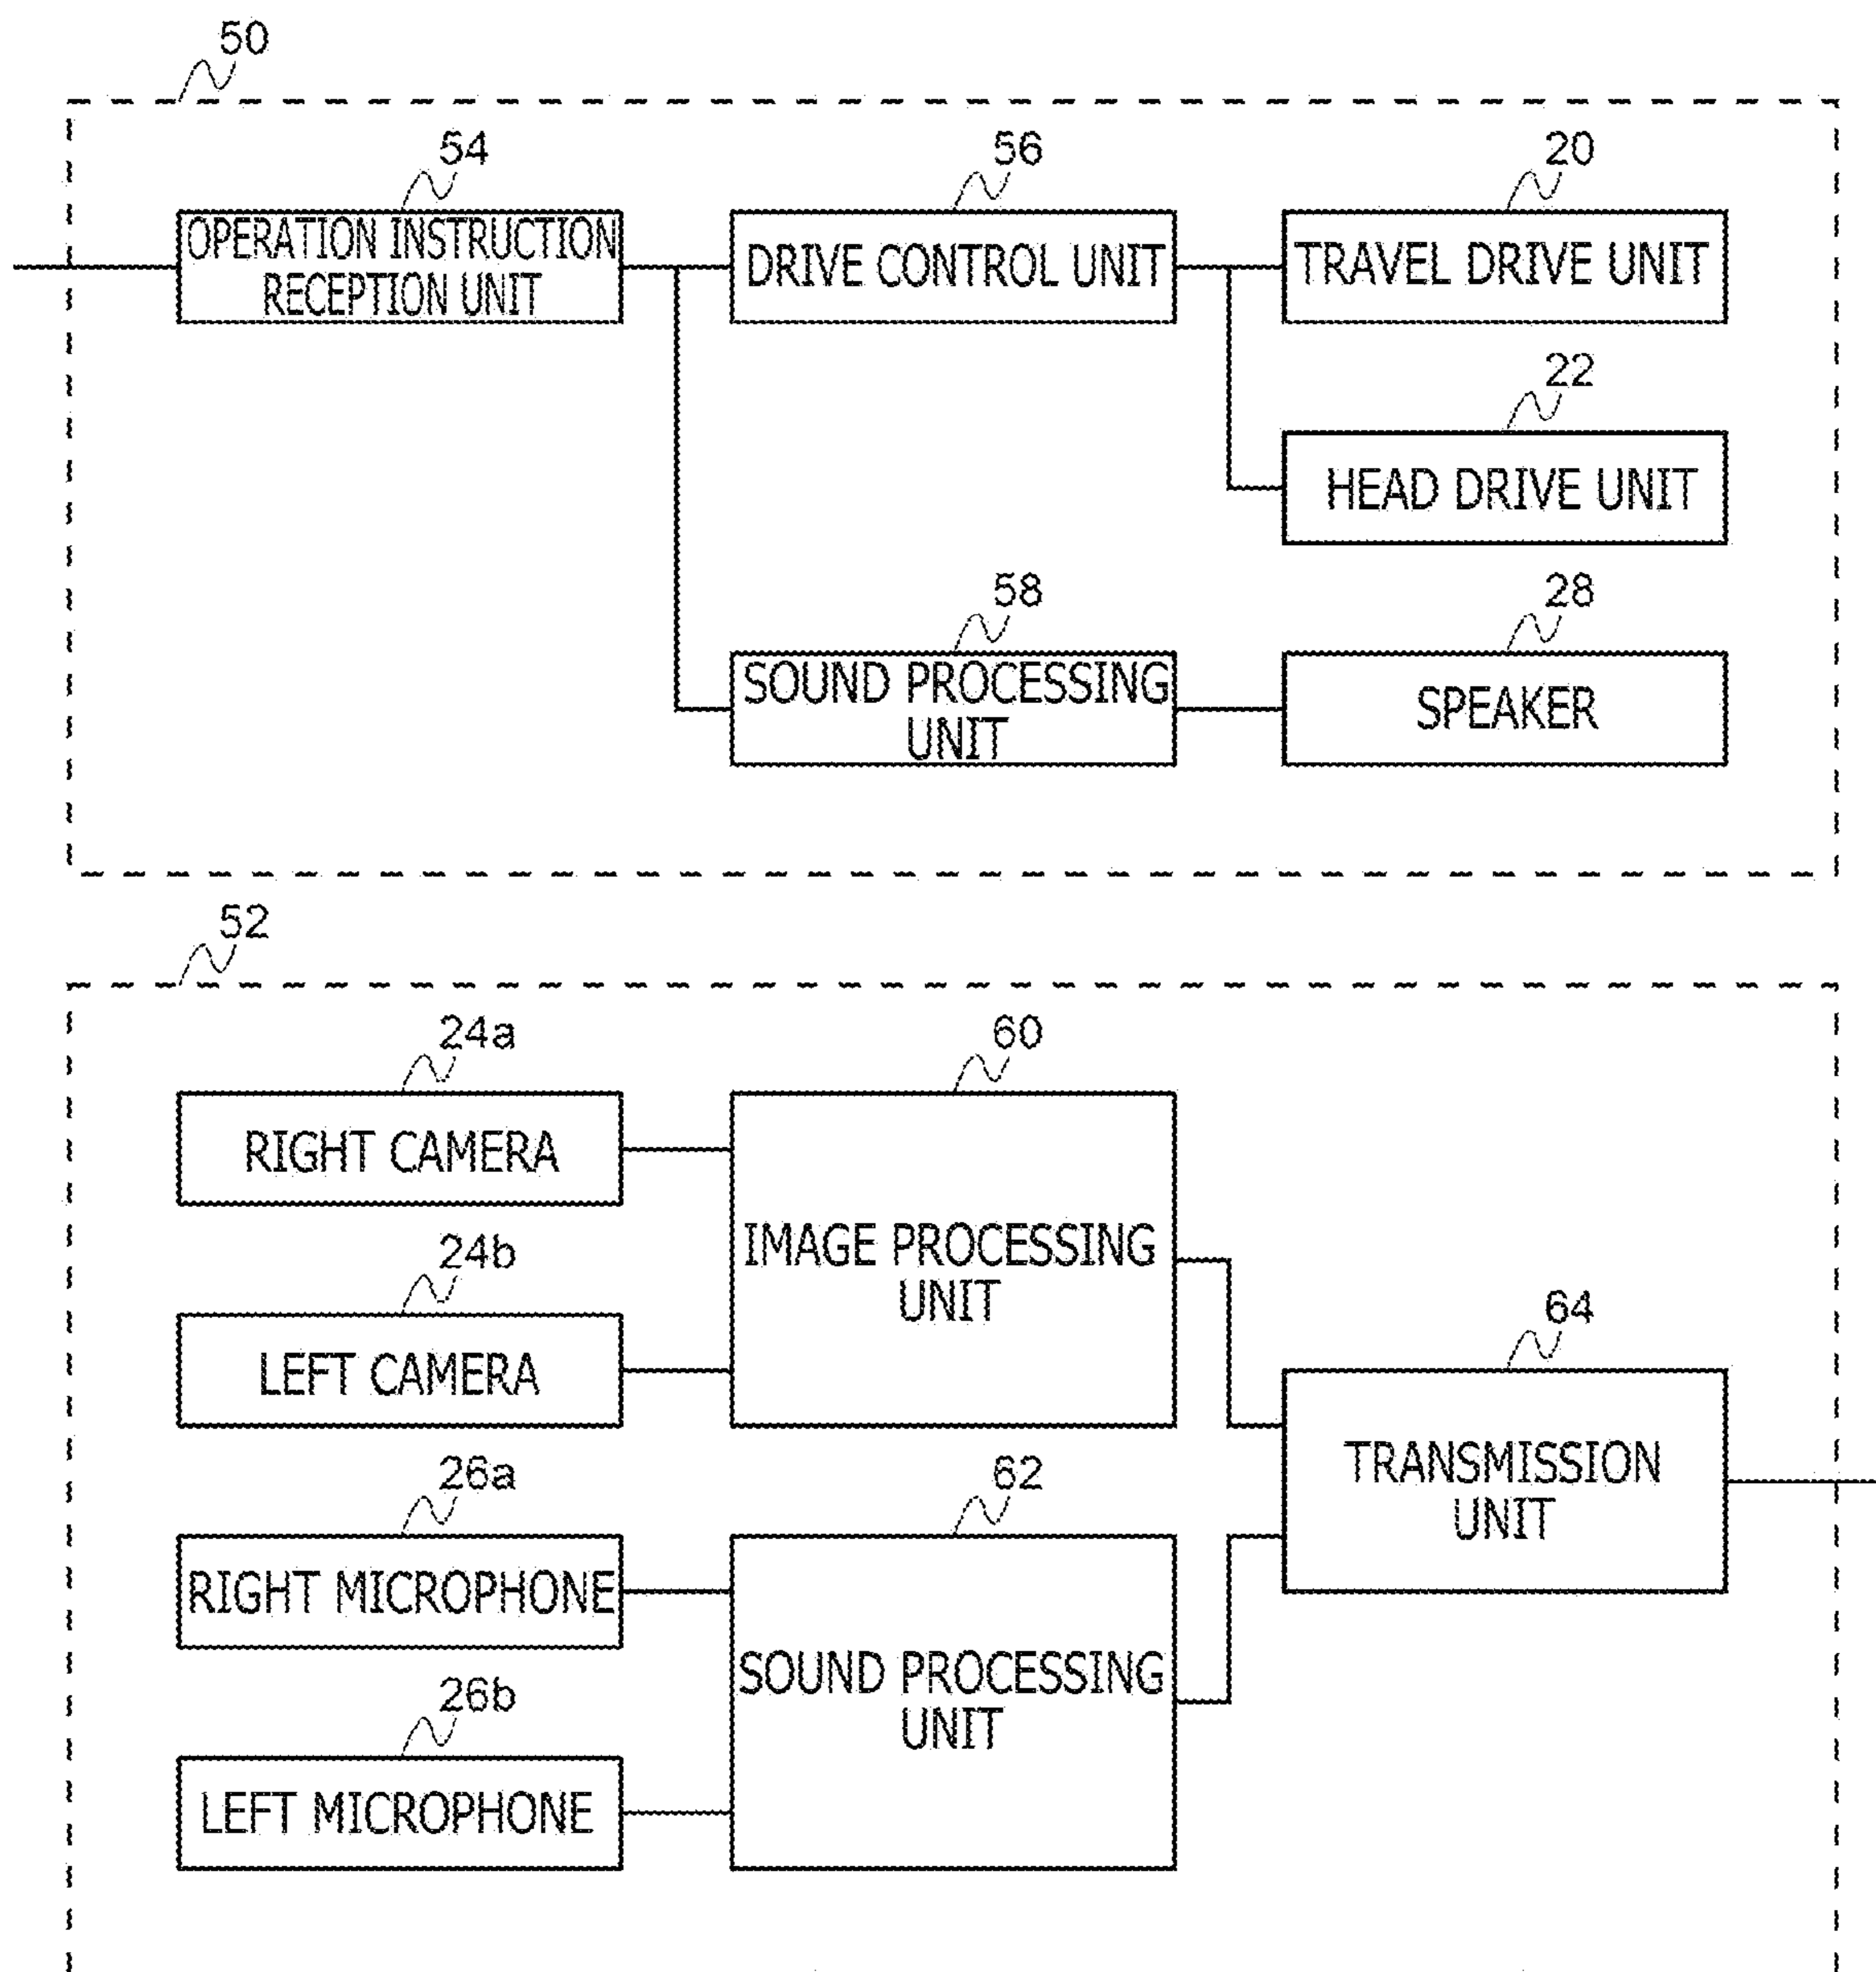 50
54
56
20
OPERATION INSTRUCTION
RECEPTION UNIT
DRIVE CONTROL UNIT
TRAVEL DRIVE UNIT
22
HEAD DRIVE UNIT
58
28
SOUND PROCESSING
UNIT
SPEAKER
52
24a
60
RIGHT CAMERA
24b
IMAGE PROCESSING
UNIT
LEFT CAMERA
64
26a
62
TRANSMISSION
UNIT
RIGHT MICROPHONE
26b
SOUND PROCESSING
UNIT
LEFT MICROPHONE